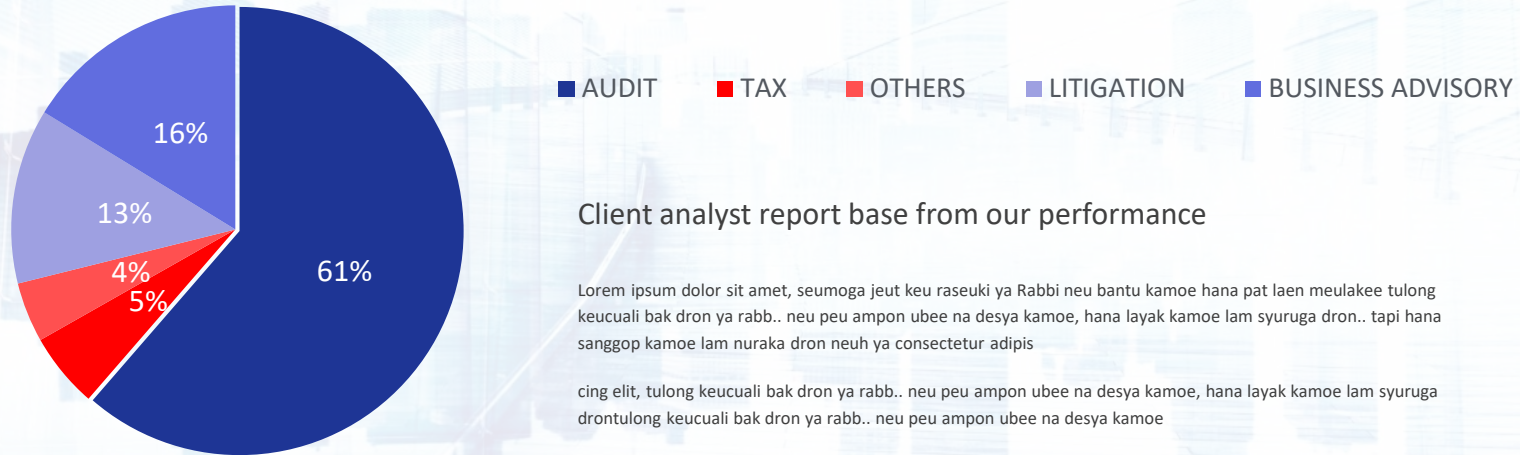 AUDIT TAX OTHERS LITIGATION BUSINESS ADVISORY
16%
13%
4%
5%
61%
Client analyst report base from our performance
Lorem ipsum dolor sit amet, seumoga jeut keu raseuki ya Rabbi neu bantu kamoe hana pat laen meulakee tulong
keucuali bak dron ya rabb.. neu peu ampon ubee na desya kamoe, hana layak kamoe lam syuruga dron.. tapi hana
sanggop kamoe lam nuraka dron neuh ya consectetur adipis
cing elit, tulong keucuali bak dron ya rabb.. neu peu ampon ubee na desya kamoe, hana layak kamoe lam syuruga
drontulong keucuali bak dron ya rabb.. neu peu ampon ubee na desya kamoe